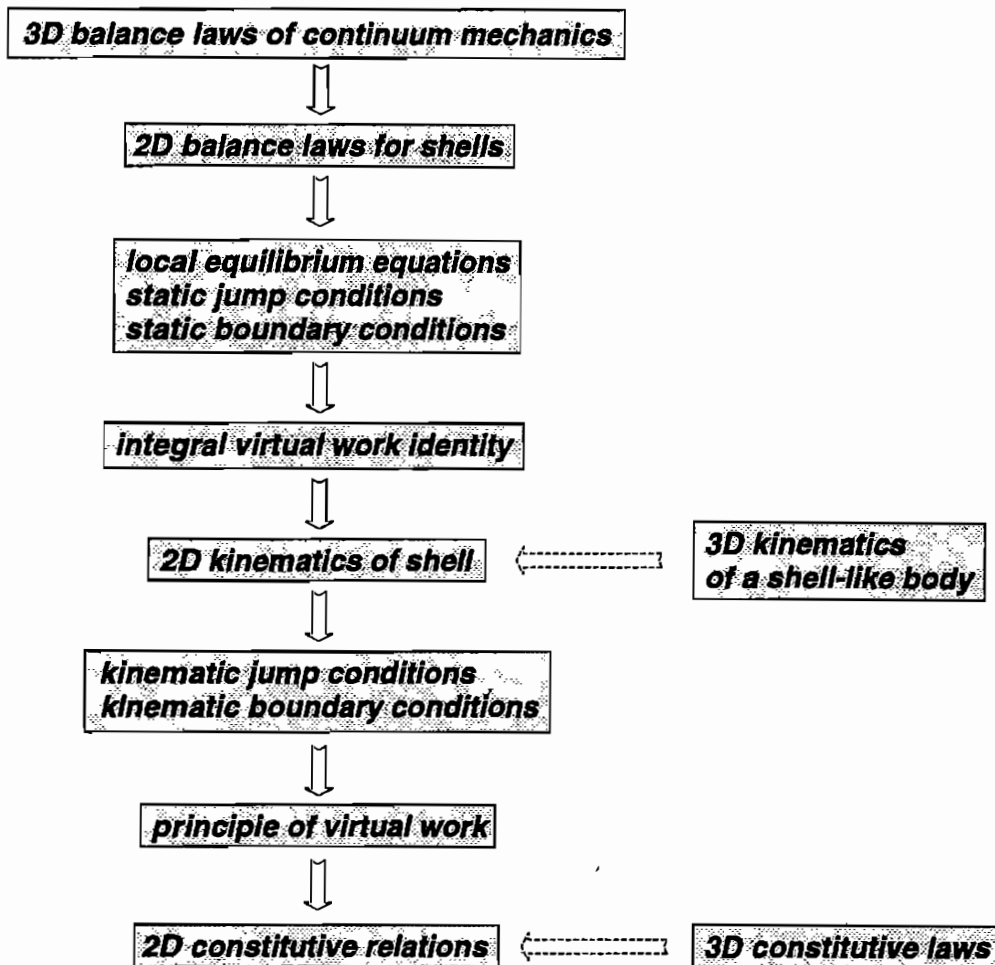 3D balance laws of continuum mechanics
2D balance laws for shells
local equilibrium equations
static jump conditions
static boundary conditions
integral virtual work identity
2D kinematics of shell
3D kinematics
of a shell-like body
kinematic jump conditions
kinematic boundary conditions
principie of virtual work
2D constitutive relations
3D constitutive laws